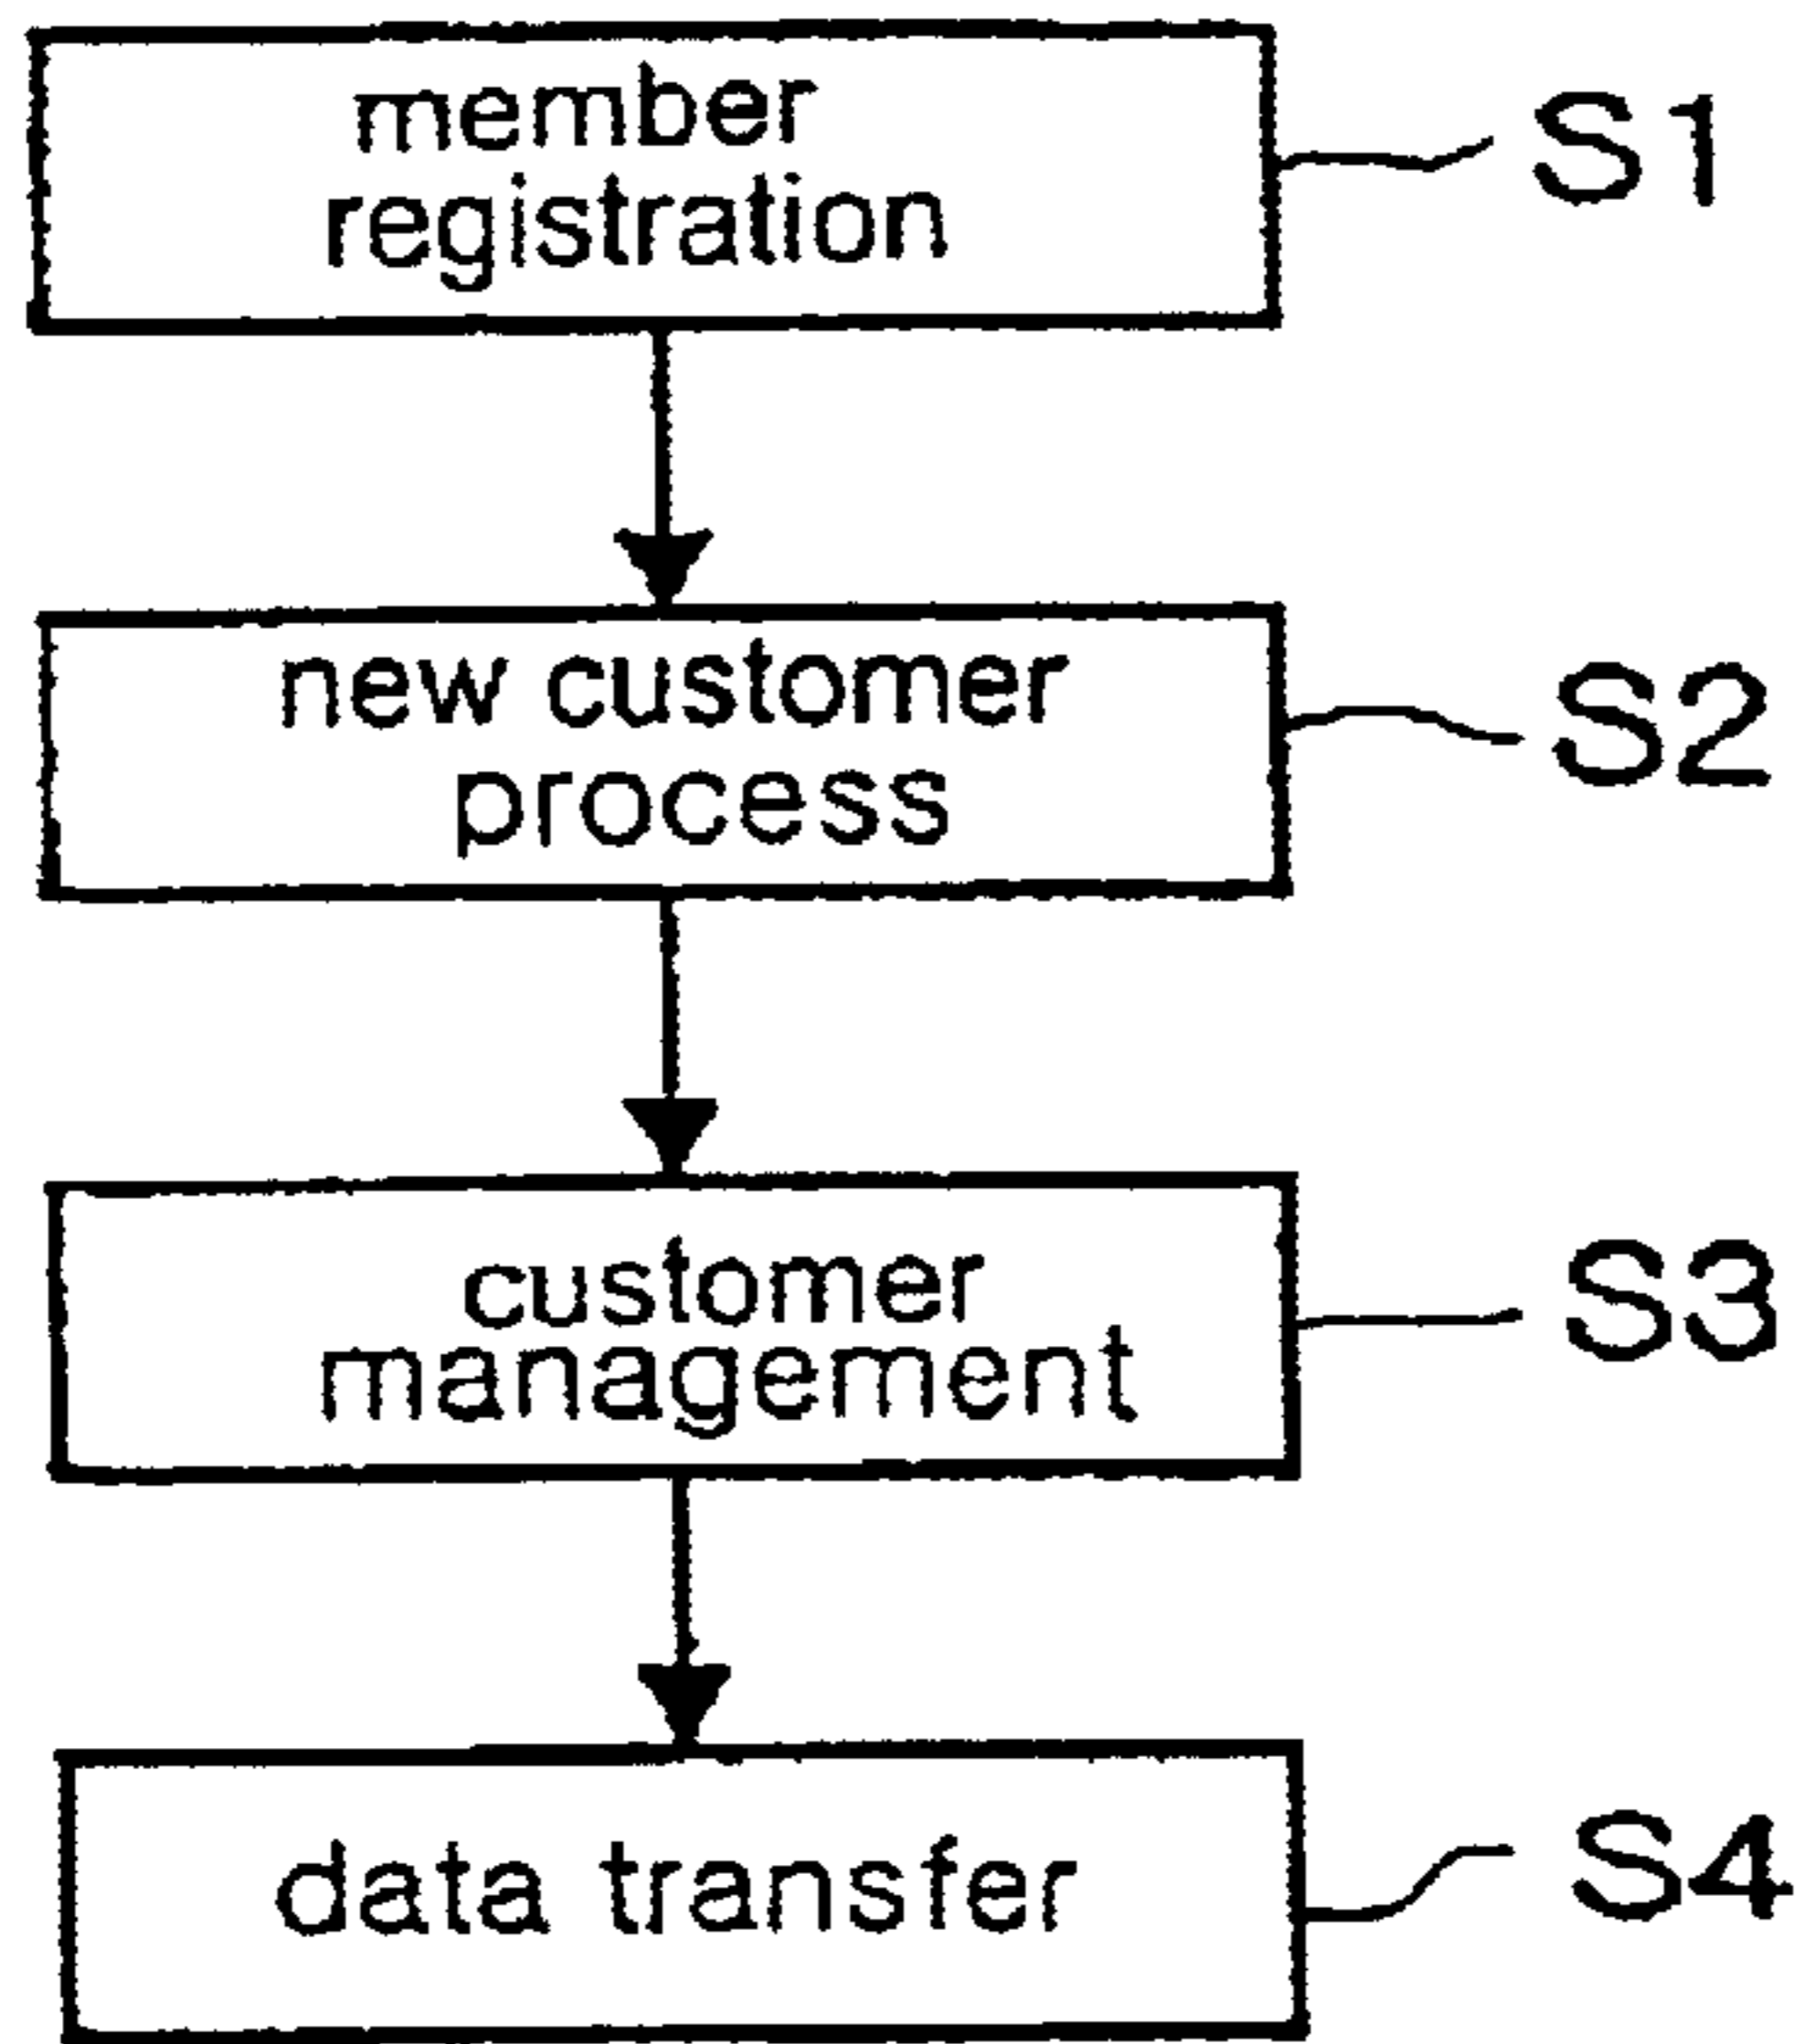 member
registration
S1
new customer
process
S2
customer
management
S3
data transfer
S4